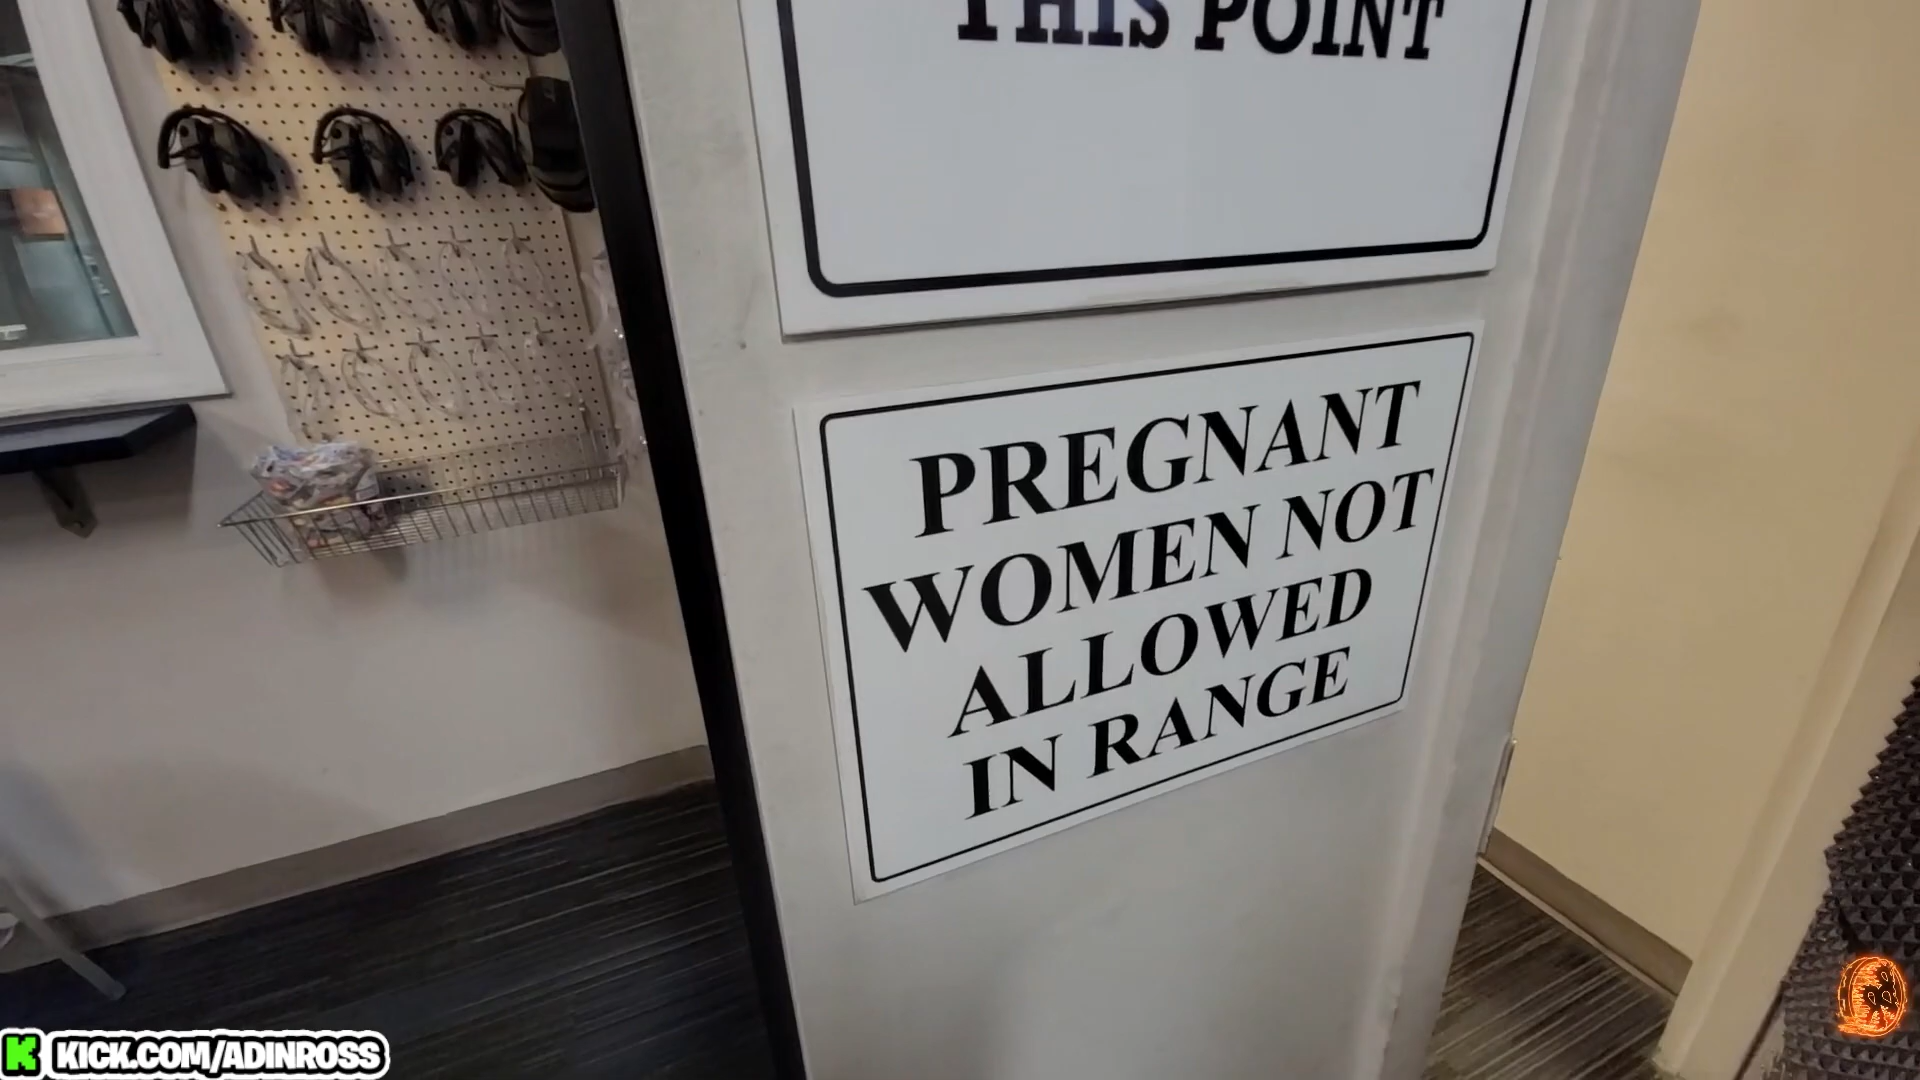 THIS POINT
PREGNANT
WOMEN NOT
ALLOWED
IN RANGE
KICK.COM/ADINROSS